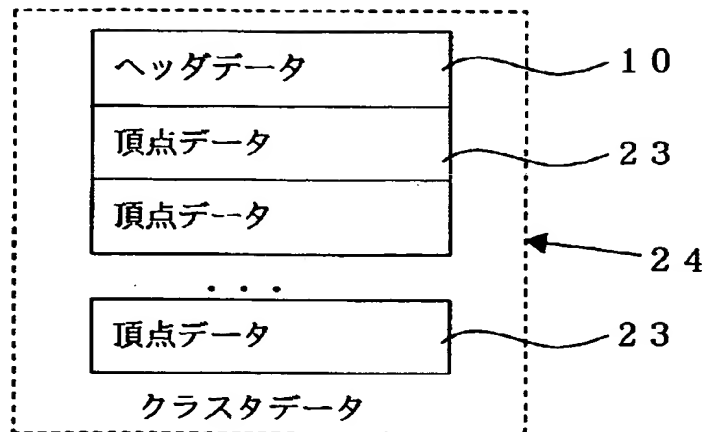 ヘッダデータ １０
頂点データ ２３
頂点データ
２４
・・・
頂点データ ２３
クラスタデータ